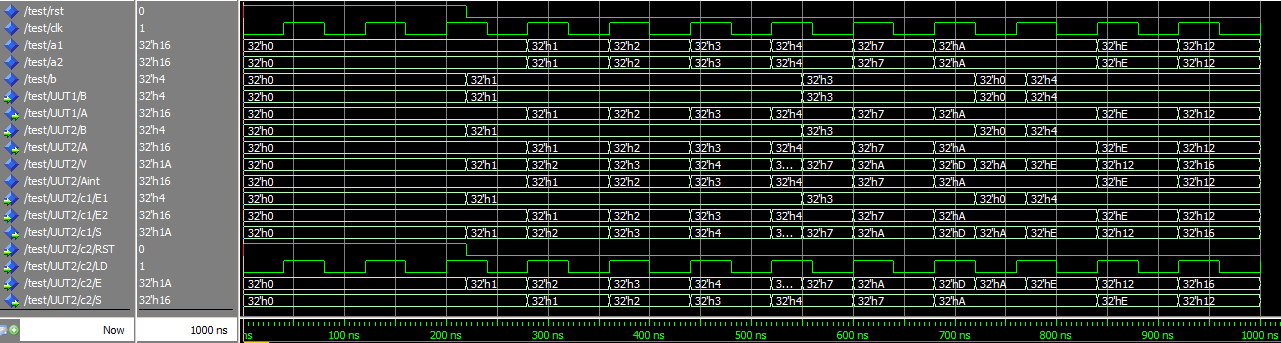 /test/rst 0
/test/clk 1
/test/a1 32'h16 32'h0 32'h1 32'h2 32'h3 32'h4 32'h7 32'hA 32'hE 32'h12
/test/a2 32'h16 32'h0 32'h1 32'h2 32'h3 32'h4 32'h7 32'hA 32'hE 32'h12
/test/b 32'h4 32'h0 32'h1 32'h3 32'h0 32'h4
/test/UUT1/B 32'h4 32'h0 32'h1 32'h3 32'h0 32'h4
/test/UUT1/A 32'h16 32'h0 32'h1 32'h2 32'h3 32'h4 32'h7 32'hA 32'hE 32'h12
/test/UUT2/B 32'h4 32'h0 32'h1 32'h3 32'h0 32'h4
/test/UUT2/A 32'h16 32'h0 32'h1 32'h2 32'h3 32'h4 32'h7 32'hA 32'hE 32'h12
/test/UUT2/V 32'h1A 32'h0 32'h1 32'h2 32'h3 32'h4 3... 32'h7 32'hA 32'hD 32'hA 32'hE 32'h12 32'h16
/test/UUT2/Aint 32'h16 32'h0 32'h1 32'h2 32'h3 32'h4 32'h7 32'hA 32'hE 32'h12
/test/UUT2/c1/E1 32'h4 32'h0 32'h1 32'h3 32'h0 32'h4
/test/UUT2/c1/E2 32'h16 32'h0 32'h1 32'h2 32'h3 32'h4 32'h7 32'hA 32'hE 32'h12
/test/UUT2/c1/S 32'h1A 32'h0 32'h1 32'h2 32'h3 32'h4 3... 32'h7 32'hA 32'hD 32'hA 32'hE 32'h12 32'h16
/test/UUT2/c2/RST 0
/test/UUT2/c2/LD 1
/test/UUT2/c2/E 32'h1A 32'h0 32'h1 32'h2 32'h3 32'h4 3... 32'h7 32'hA 32'hD 32'hA 32'hE 32'h12 32'h16
/test/UUT2/c2/S 32'h16 32'h0 32'h1 32'h2 32'h3 32'h4 32'h7 32'hA 32'hE 32'h12
Now 1000 ns ns 100 ns 200 ns 300 ns 400 ns 500 ns 600 ns 700 ns 800 ns 900 ns 1000 ns